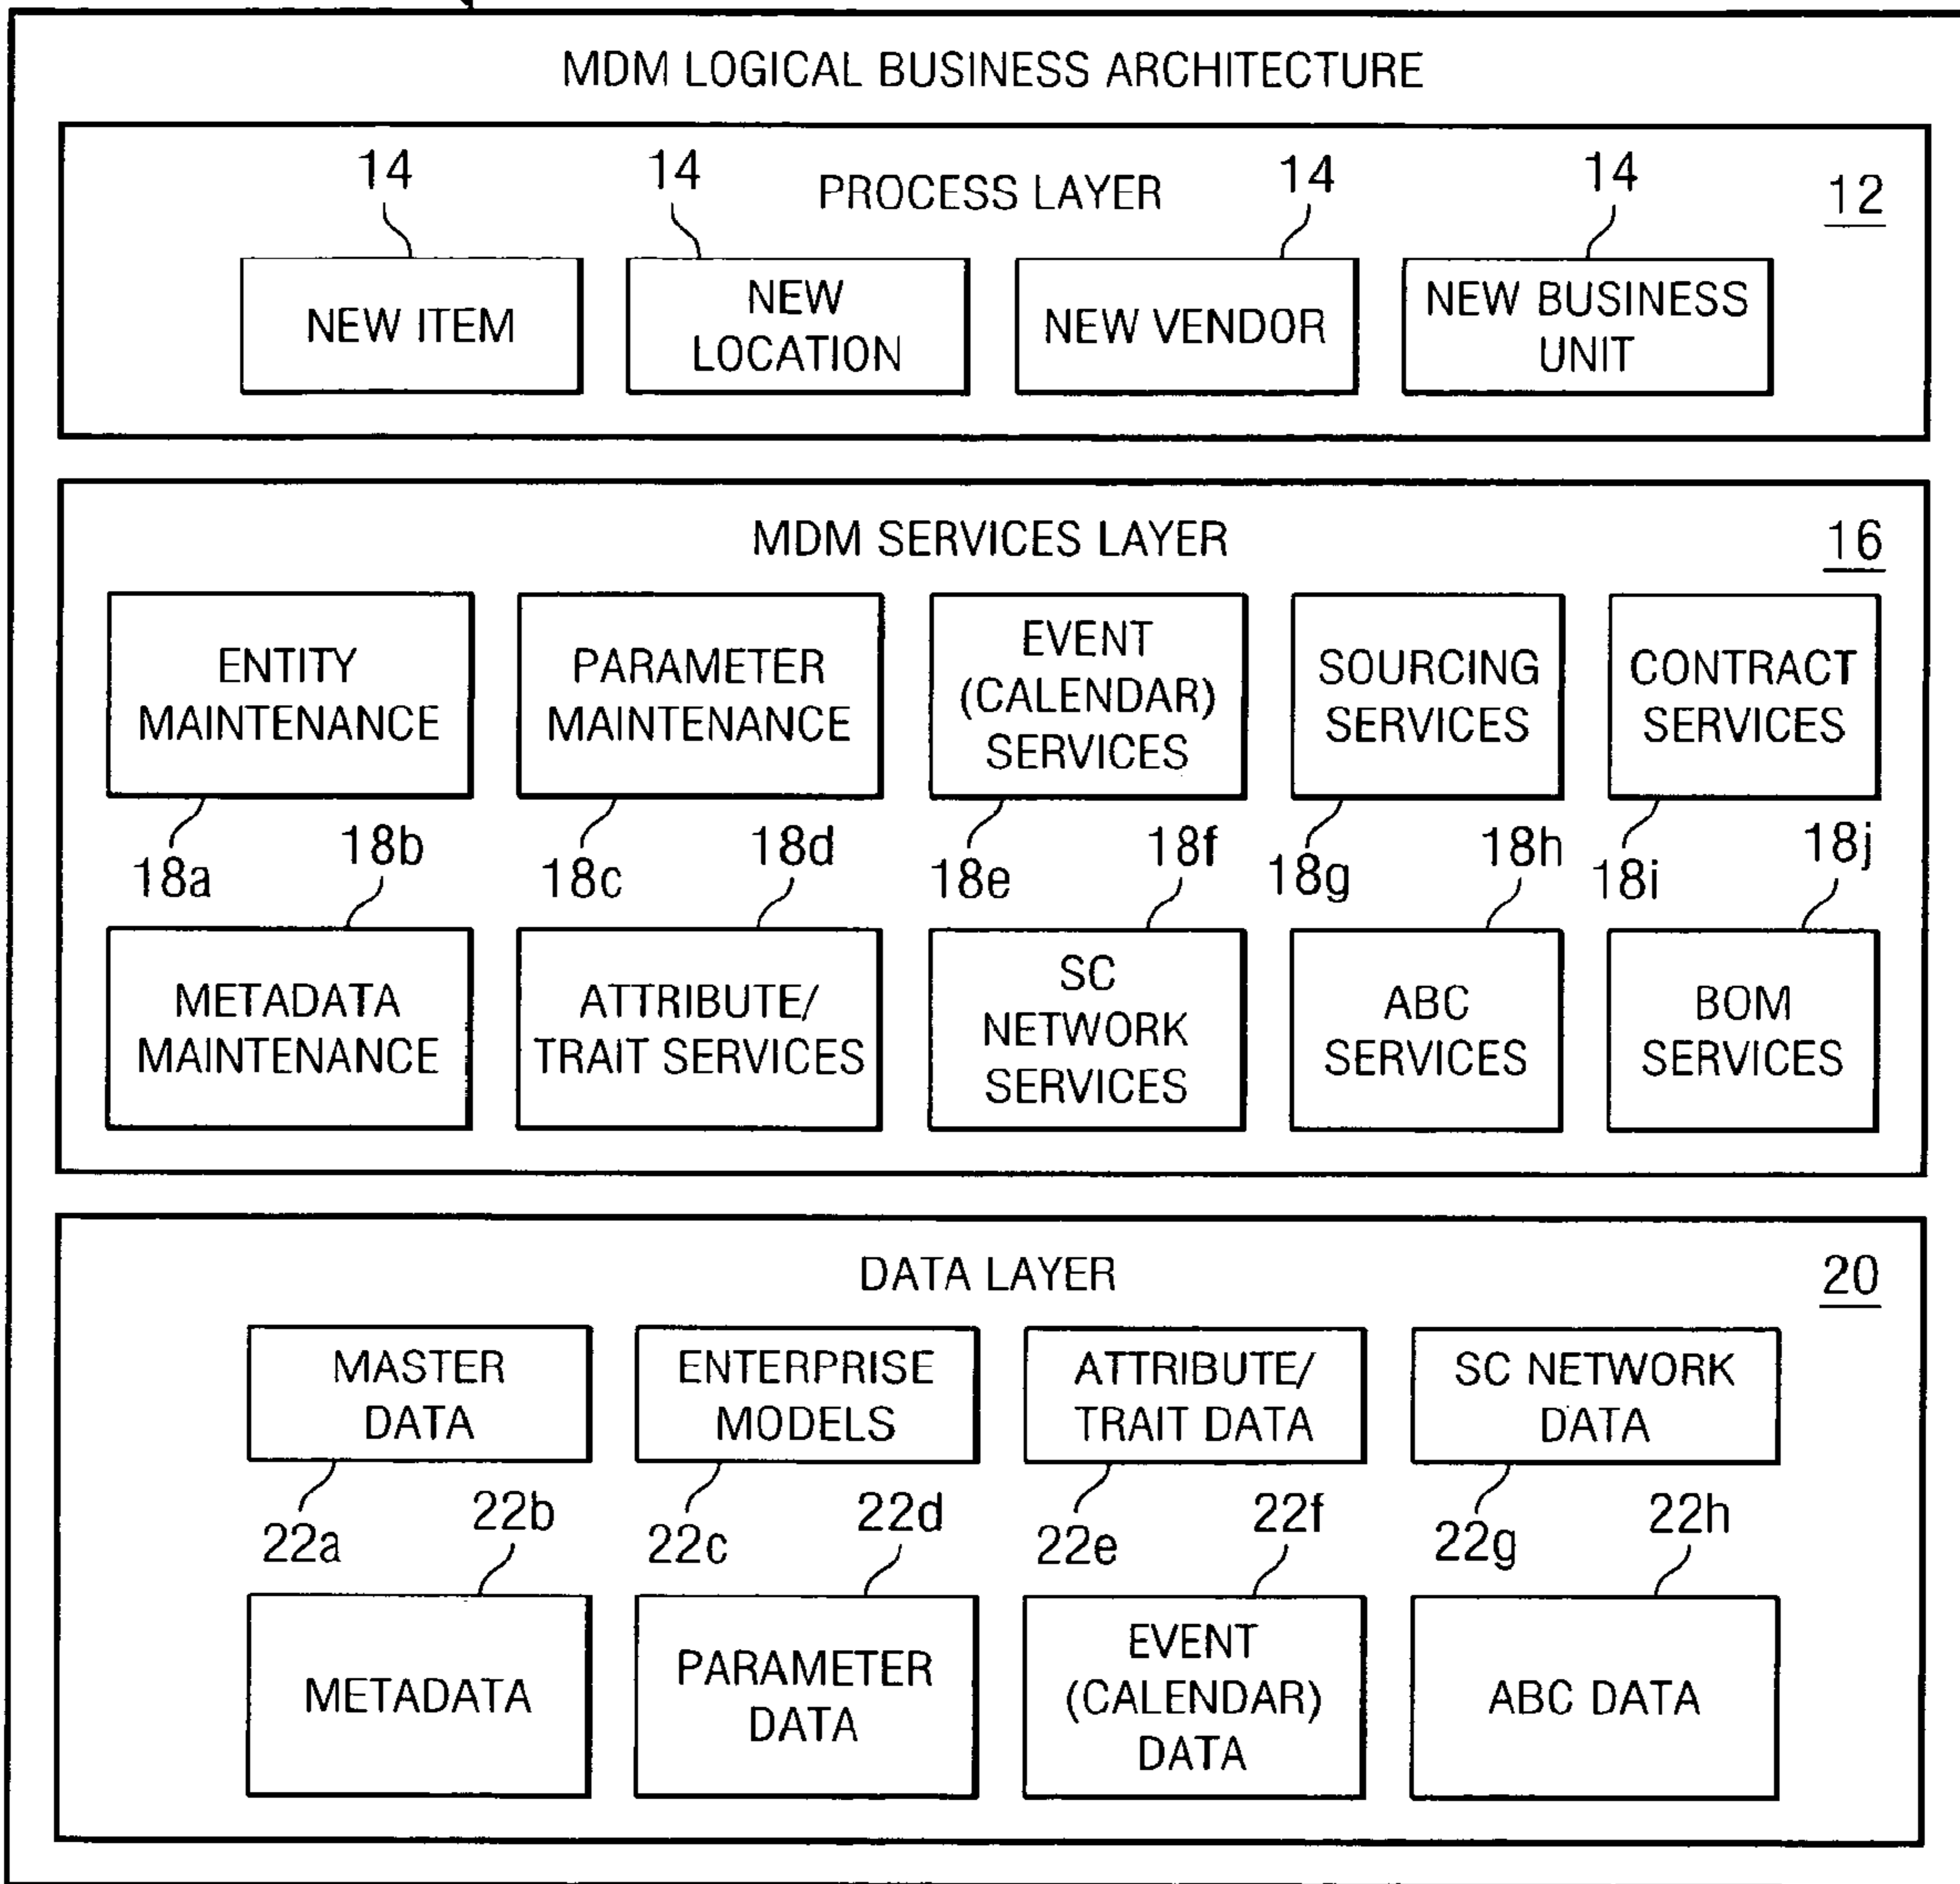 MDM LOGICAL BUSINESS ARCHITECTURE
14 14 PROCESS LAYER 14 14 12
NEW ITEM
NEW
LOCATION
NEW VENDOR
NEW BUSINESS
UNIT
MDM SERVICES LAYER 16
ENTITY
MAINTENANCE
PARAMETER
MAINTENANCE
EVENT
(CALENDAR)
SERVICES
SOURCING
SERVICES
CONTRACT
SERVICES
18a 18b 18c 18d 18e 18f 18g 18h 18i 18j
METADATA
MAINTENANCE
ATTRIBUTE/
TRAIT SERVICES
SC
NETWORK
SERVICES
ABC
SERVICES
BOM
SERVICES
DATA LAYER 20
MASTER
DATA
ENTERPRISE
MODELS
ATTRIBUTE/
TRAIT DATA
SC NETWORK
DATA
22a 22b 22c 22d 22e 22f 22g 22h
METADATA
PARAMETER
DATA
EVENT
(CALENDAR)
DATA
ABC DATA